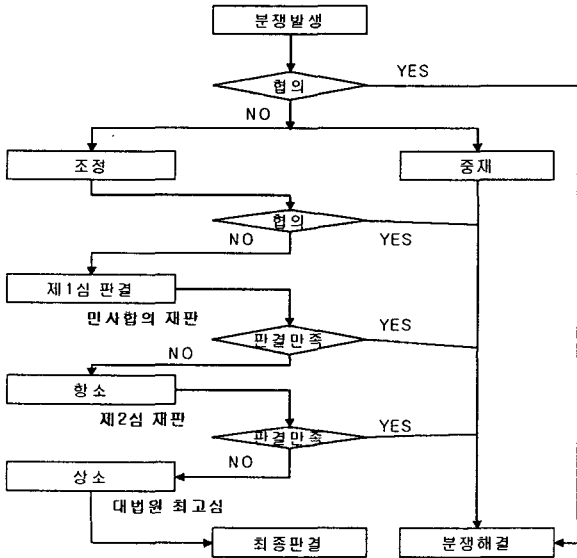 분쟁발생
협의
YES
NO
조정
중재
협의
NO
YES
제1심 판결
민사합의 재판
판결만족
YES
NO
항소
제2심 재판
판결만족
YES
NO
상소
대법원 최고심
최종판결
분쟁해결